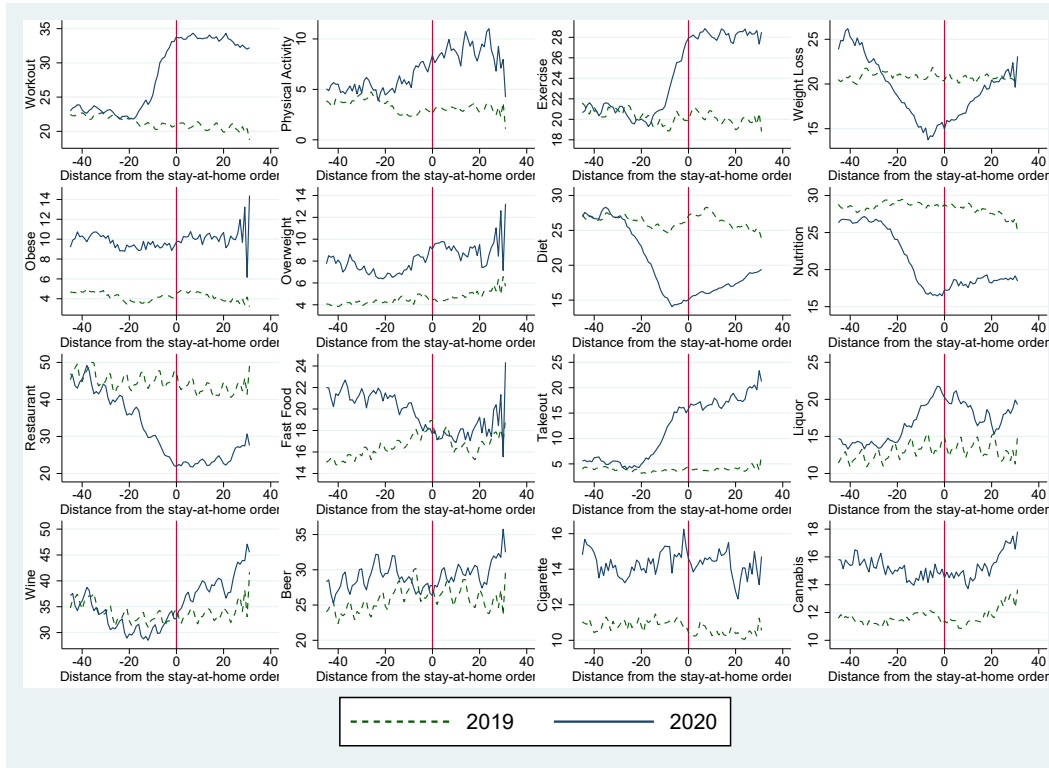 Workout
35
30
25
20
-40 -20 0 20 40
Distance from the stay-at-home order
Physical Activity
10
5
0
-40 -20 0 20 40
Distance from the stay-at-home order
Exercise
28
26
24
22
20
18
-40 -20 0 20 40
Distance from the stay-at-home order
Weight Loss
25
20
15
-40 -20 0 20 40
Distance from the stay-at-home order
Obese
14
12
10
8
6
4
-40 -20 0 20 40
Distance from the stay-at-home order
Overweight
14
12
10
8
6
4
-40 -20 0 20 40
Distance from the stay-at-home order
Diet
30
25
20
15
-40 -20 0 20 40
Distance from the stay-at-home order
Nutrition
30
25
20
15
-40 -20 0 20 40
Distance from the stay-at-home order
Restaurant
50
40
30
20
-40 -20 0 20 40
Distance from the stay-at-home order
Fast Food
24
22
20
18
16
14
-40 -20 0 20 40
Distance from the stay-at-home order
Takeout
25
20
15
10
5
-40 -20 0 20 40
Distance from the stay-at-home order
Liquor
25
20
15
10
-40 -20 0 20 40
Distance from the stay-at-home order
Wine
50
45
40
35
30
-40 -20 0 20 40
Distance from the stay-at-home order
Beer
35
30
25
20
-40 -20 0 20 40
Distance from the stay-at-home order
Cigarette
16
14
12
10
-40 -20 0 20 40
Distance from the stay-at-home order
Cannabis
18
16
14
12
10
-40 -20 0 20 40
Distance from the stay-at-home order
2019 2020